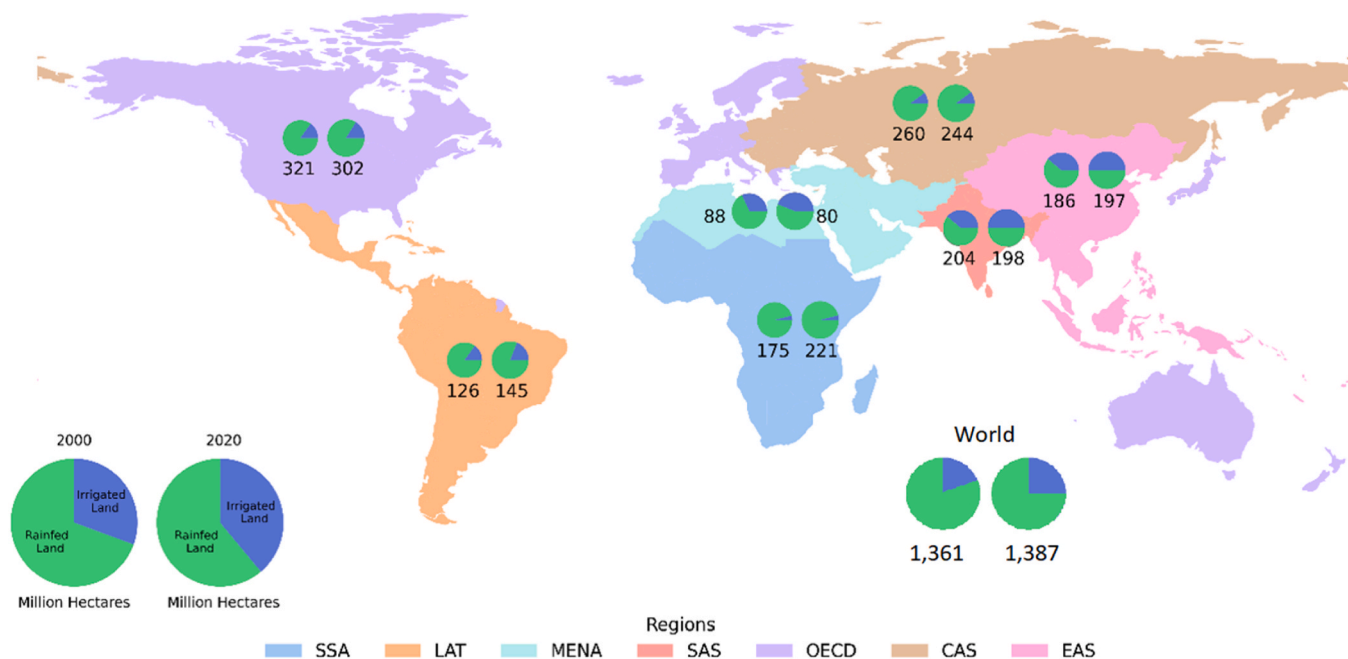 321 302
260 244
186 197
88 80
204 198
175 221
126 145
2000 2020
Irrigated
Land
Rainfed
Land
Irrigated
Land
Rainfed
Land
Million Hectares Million Hectares
World
1,361 1,387
Regions
SSA LAT MENA SAS OECD CAS EAS